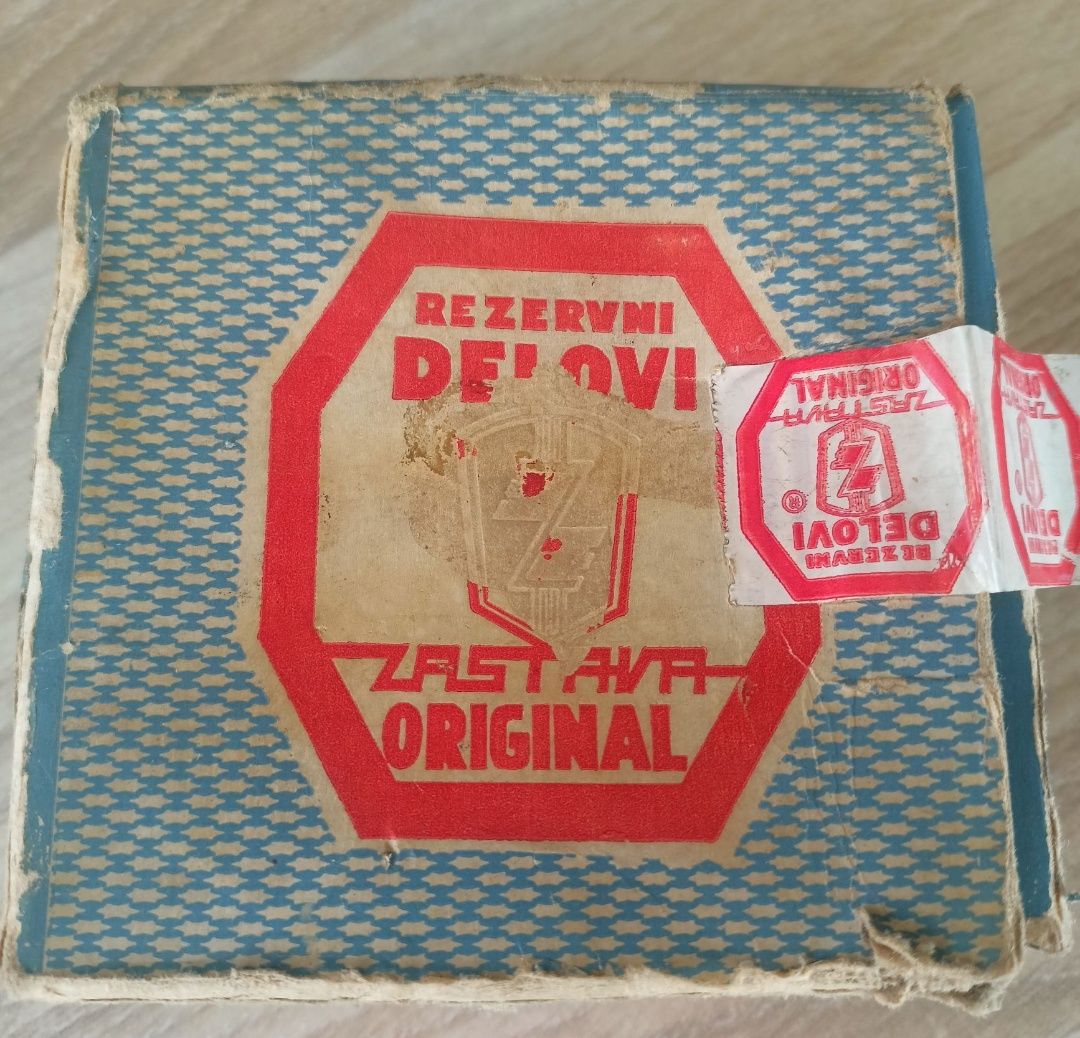 REZERVNI
DELOVI
Z
ZASTAVA
ORIGINAL
REZERVNI
DELOVI
®
Z
ZASTAVA
ORIGINAL